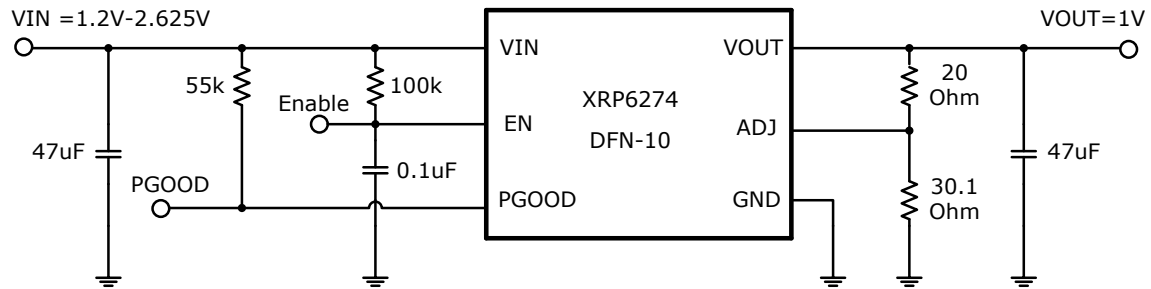 VIN =1.2V-2.625V
VOUT=1V
VIN
VOUT
55k
100k
20
Ohm
XRP6274
DFN-10
Enable
EN
ADJ
47uF
0.1uF
47uF
PGOOD
PGOOD
GND
30.1
Ohm